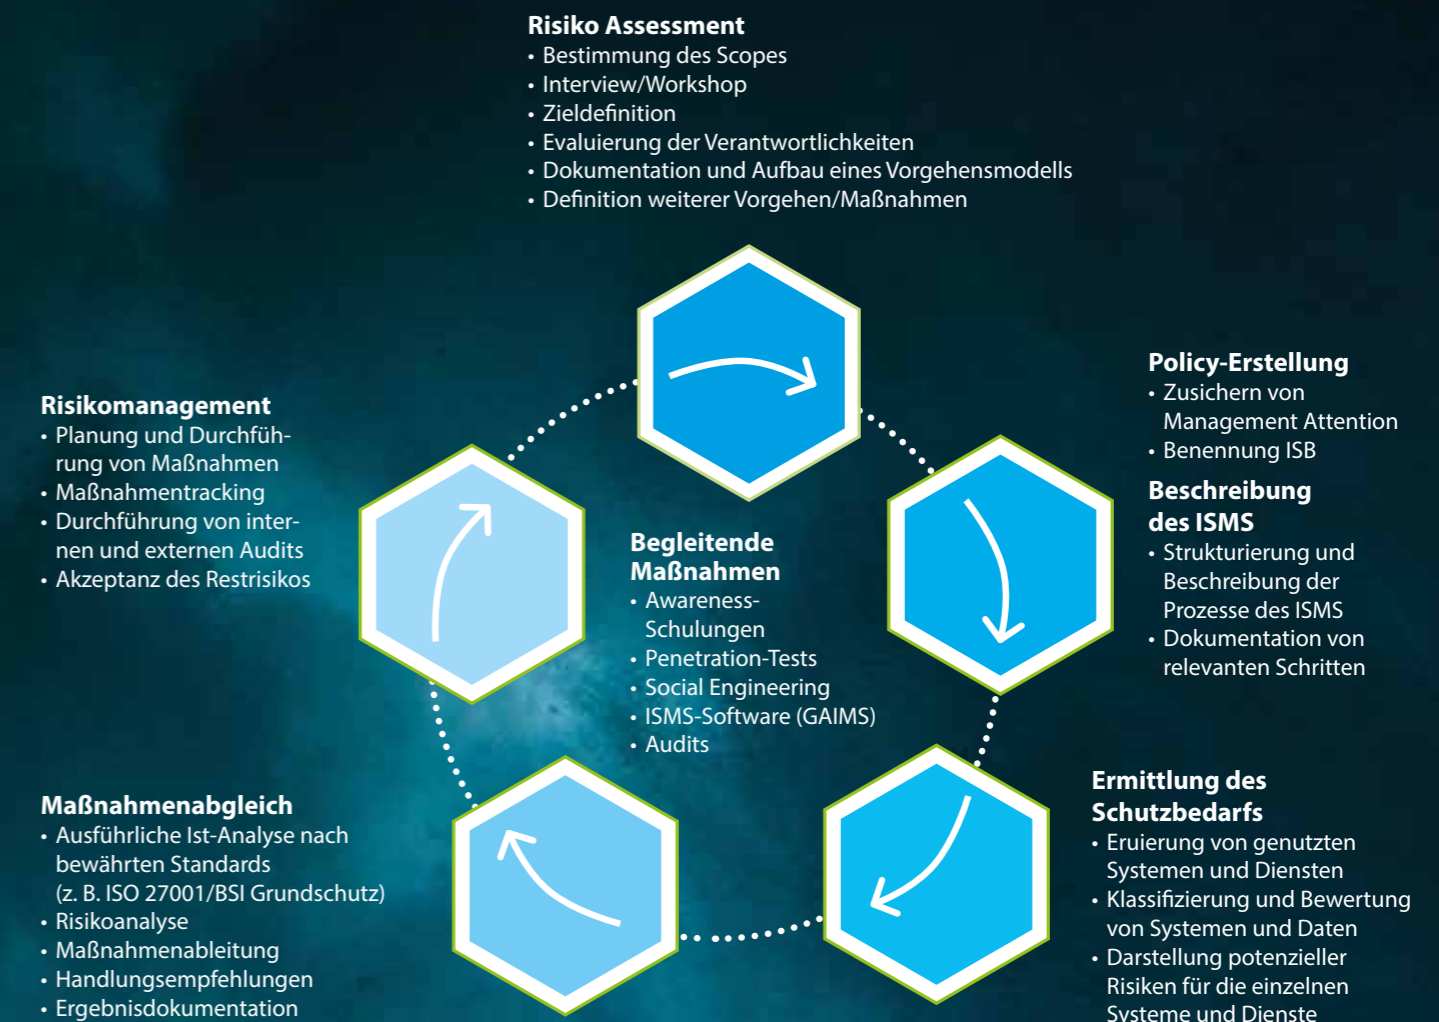 Risiko Assessment
• Bestimmung des Scopes
• Interview/Workshop
• Zieldefinition
• Evaluierung der Verantwortlichkeiten
• Dokumentation und Aufbau eines Vorgehensmodells
• Definition weiterer Vorgehen/Maßnahmen
Policy-Erstellung
• Zusichern von
Management Attention
• Benennung ISB
Beschreibung
des ISMS
• Strukturierung und
Beschreibung der
Prozesse des ISMS
• Dokumentation von
relevanten Schritten
Ermittlung des
Schutzbedarfs
• Eruierung von genutzten
Systemen und Diensten
• Klassifizierung und Bewertung
von Systemen und Daten
• Darstellung potenzieller
Risiken für die einzelnen
Systeme und Dienste
Maßnahmenabgleich
• Ausführliche Ist-Analyse nach
bewährten Standards
(z. B. ISO 27001/BSI Grundschutz)
• Risikoanalyse
• Maßnahmenableitung
• Handlungsempfehlungen
• Ergebnisdokumentation
Risikomanagement
• Planung und Durchfüh-
rung von Maßnahmen
• Maßnahmentracking
• Durchführung von inter-
nen und externen Audits
• Akzeptanz des Restrisikos
Begleitende
Maßnahmen
• Awareness-
Schulungen
• Penetration-Tests
• Social Engineering
• ISMS-Software (GAIMS)
• Audits